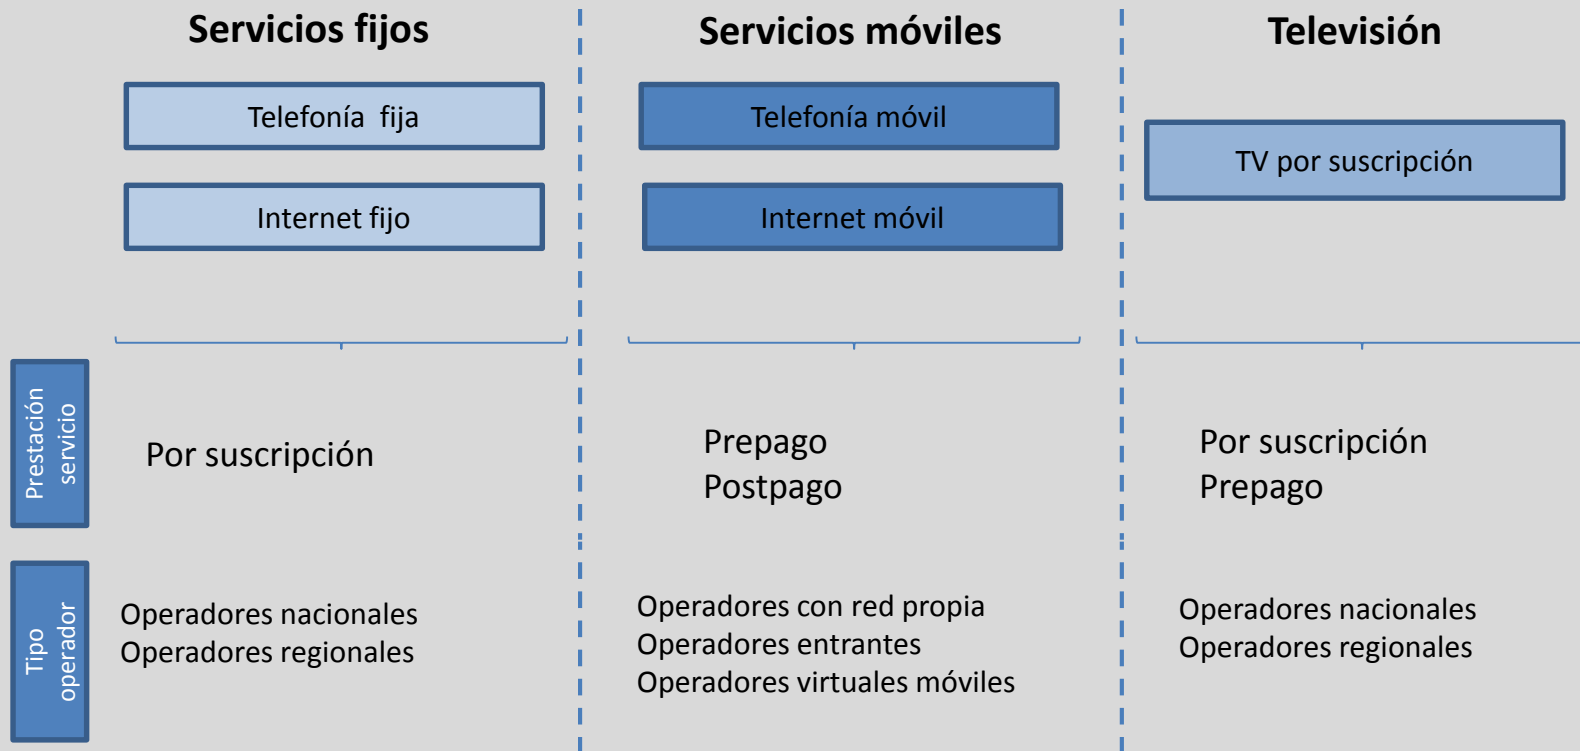 Servicios fijos
Servicios móviles
Televisión
Telefonía fija
Telefonía móvil
TV por suscripción
Internet fijo
Internet móvil
Prestación
servicio
Por suscripción
Prepago
Postpago
Por suscripción
Prepago
Tipo
operador
Operadores nacionales
Operadores regionales
Operadores con red propia
Operadores entrantes
Operadores virtuales móviles
Operadores nacionales
Operadores regionales